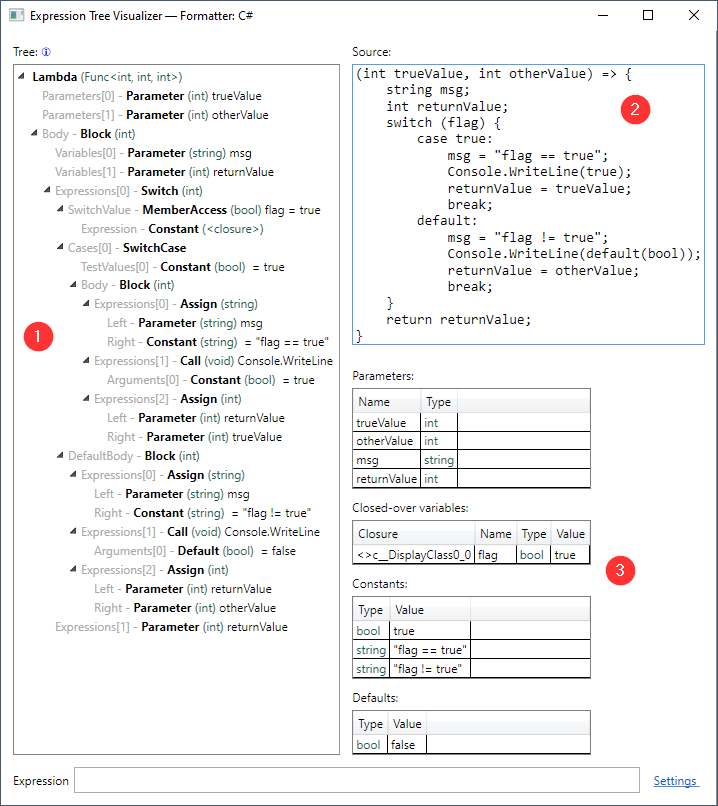 Expression Tree Visualizer — Formatter: C#
Tree:
Lambda (Func<int, int, int>)
Parameters[0] - Parameter (int) trueValue
Parameters[1] - Parameter (int) otherValue
Body - Block (int)
Variables[0] - Parameter (string) msg
Variables[1] - Parameter (int) returnValue
Expressions[0] - Switch (int)
SwitchValue - MemberAccess (bool) flag = true
Expression - Constant (<closure>)
Cases[0] - SwitchCase
TestValues[0] - Constant (bool) = true
Body - Block (int)
Expressions[0] - Assign (string)
Left - Parameter (string) msg
Right - Constant (string) = "flag == true"
Expressions[1] - Call (void) Console.WriteLine
Arguments[0] - Constant (bool) = true
Expressions[2] - Assign (int)
Left - Parameter (int) returnValue
Right - Parameter (int) trueValue
DefaultBody - Block (int)
Expressions[0] - Assign (string)
Left - Parameter (string) msg
Right - Constant (string) = "flag != true"
Expressions[1] - Call (void) Console.WriteLine
Arguments[0] - Default (bool) = false
Expressions[2] - Assign (int)
Left - Parameter (int) returnValue
Right - Parameter (int) otherValue
Expressions[1] - Parameter (int) returnValue
1
Source:
(int trueValue, int otherValue) => {
string msg;
int returnValue;
switch (flag) {
case true:
msg = "flag == true";
Console.WriteLine(true);
returnValue = trueValue;
break;
default:
msg = "flag != true";
Console.WriteLine(default(bool));
returnValue = otherValue;
break;
}
return returnValue;
}
2
Parameters:
Name Type
trueValue int
otherValue int
msg string
returnValue int
Closed-over variables:
Closure Name Type Value
<>c__DisplayClass0_0 flag bool true
3
Constants:
Type Value
bool true
string "flag == true"
string "flag != true"
Defaults:
Type Value
bool false
Expression
Settings